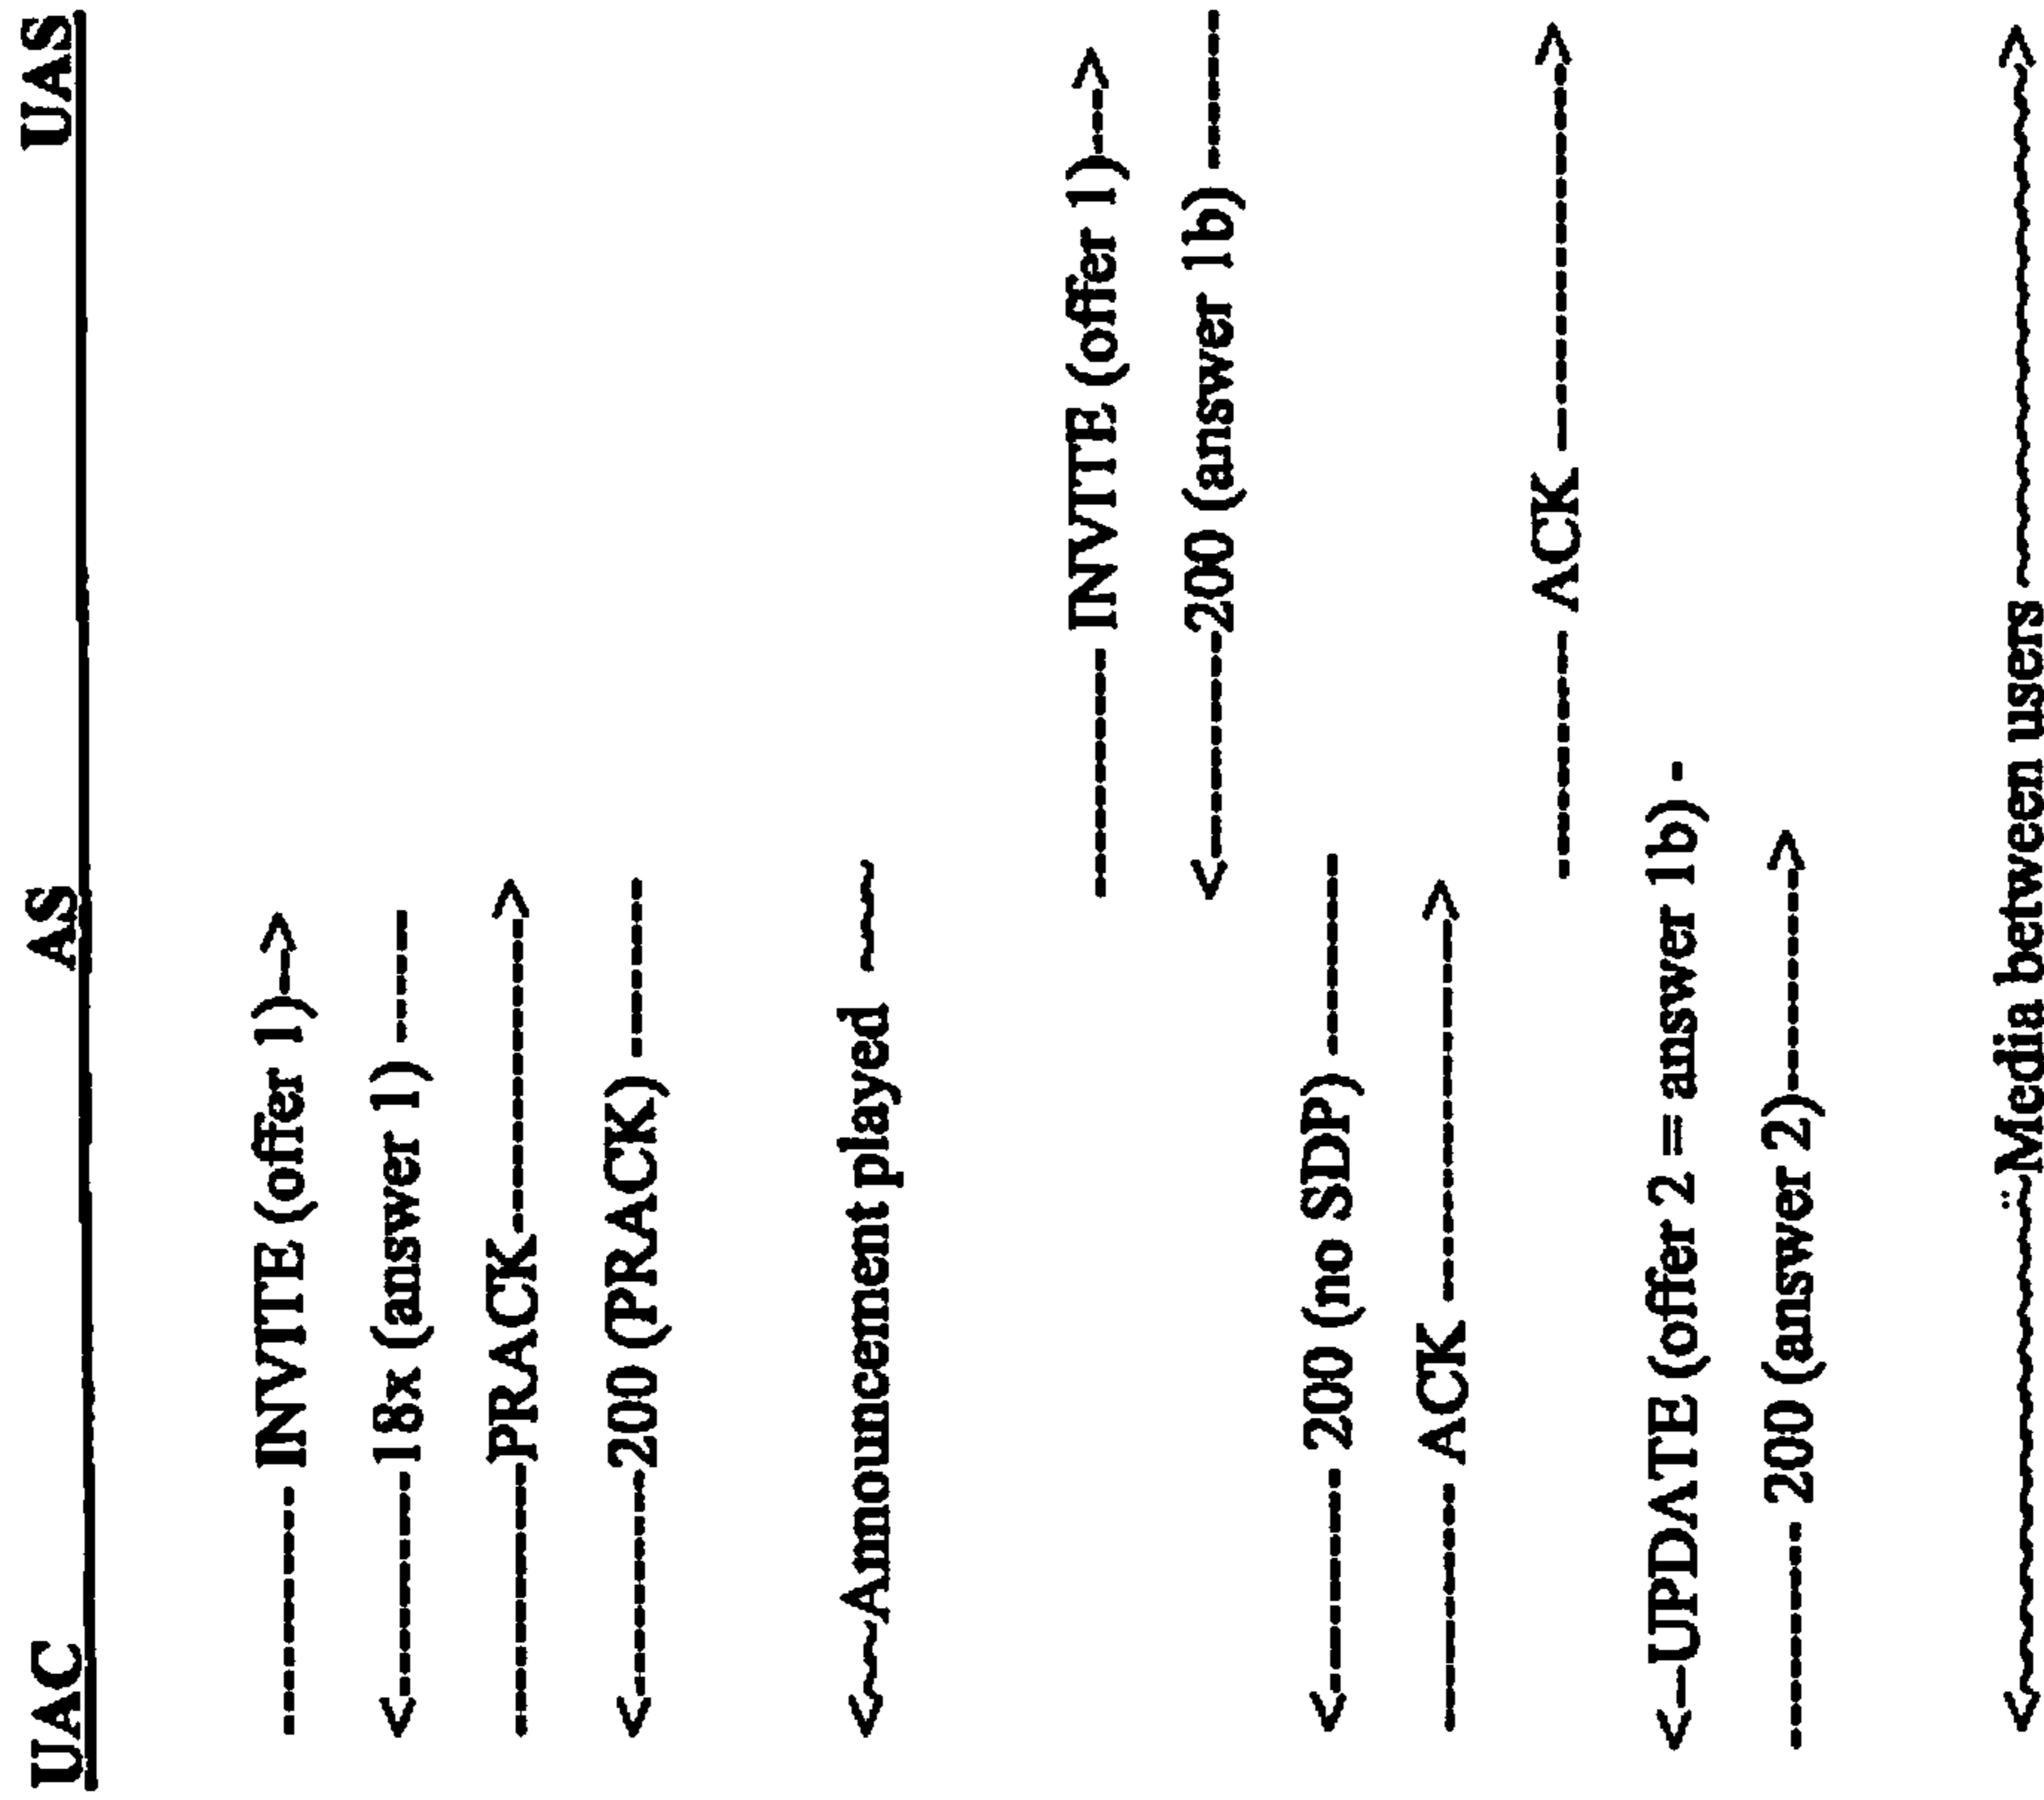 UAC AS UAS
INVITE (offer 1)
18x (answer 1)
PRACK
200 (PRACK)
Announcement played
INVITE (offer 1)
200 (answer 1b)
200 (no SDP)
ACK
ACK
UPDATE (offer 2 = answer 1b)
200 (answer 2)
Media between users